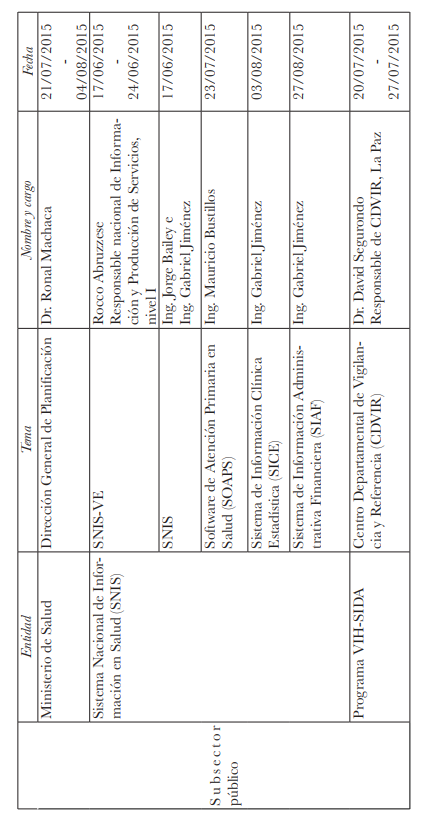 Entidad
Tema
Nombre y cargo
Fecha
Subsector
público
Ministerio de Salud
Dirección General de Planificación
Dr. Ronal Machaca
21/07/2015
-
04/08/2015
Sistema Nacional de Infor-
mación en Salud (SNIS)
SNIS-VE
Rocco Abruzzese
Responsable nacional de Informa-
ción y Producción de Servicios,
nivel I
17/06/2015
-
24/06/2015
SNIS
Ing. Jorge Bailey e
Ing. Gabriel Jiménez
17/06/2015
Software de Atención Primaria en
Salud (SOAPS)
Ing. Mauricio Bustillos
23/07/2015
Sistema de Información Clínica
Estadística (SICE)
Ing. Gabriel Jiménez
03/08/2015
Sistema de Información Adminis-
trativa Financiera (SIAF)
Ing. Gabriel Jiménez
27/08/2015
Programa VIH-SIDA
Centro Departamental de Vigilan-
cia y Referencia (CDVIR)
Dr. David Segurondo
Responsable de CDVIR, La Paz
20/07/2015
-
27/07/2015